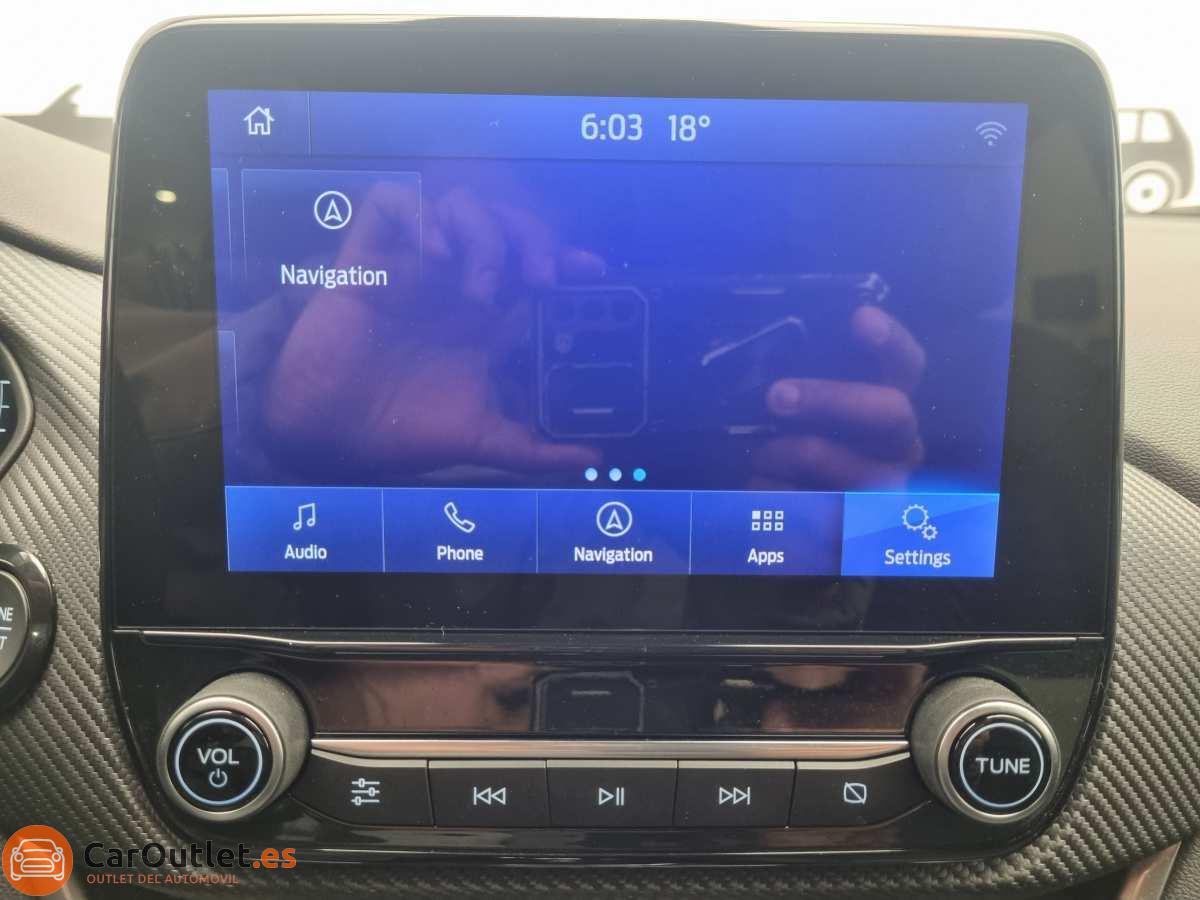 6:03 18°
Navigation
Audio
Phone
Navigation
Apps
Settings
VOL
TUNE
CarOutlet.es
OUTLET DEL AUTOMOVIL